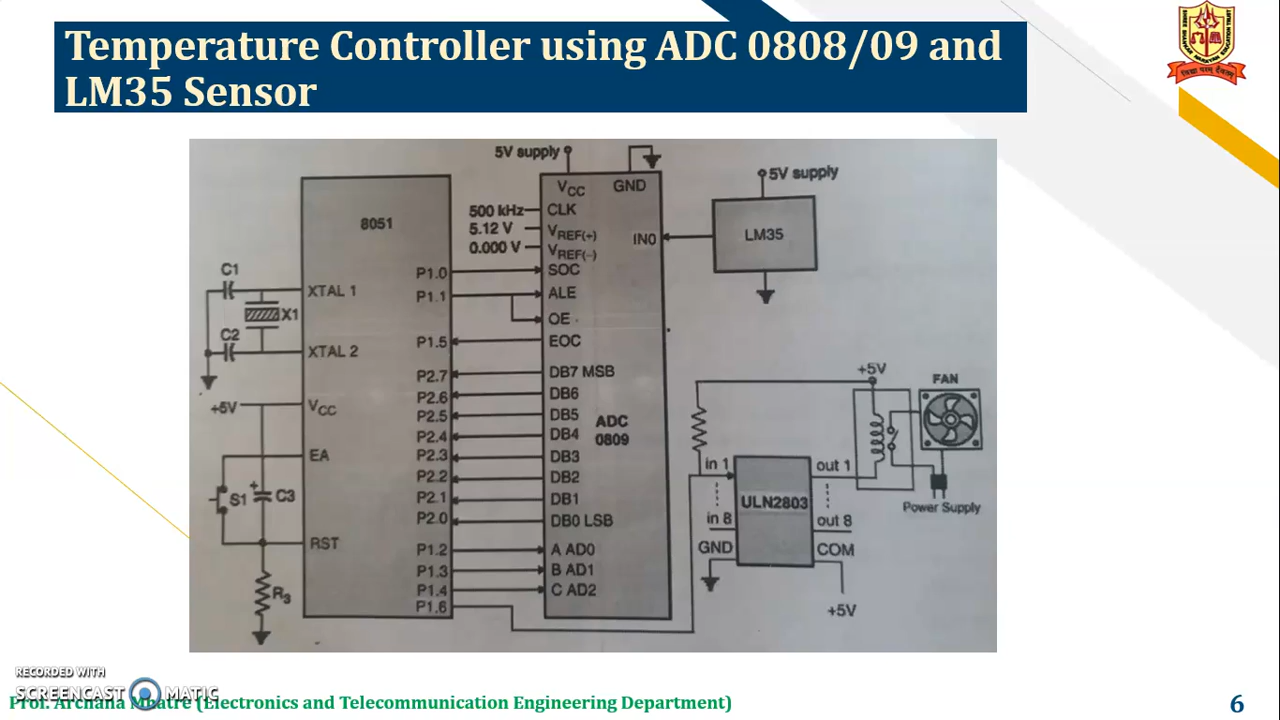 Temperature Controller using ADC 0808/09 and
LM35 Sensor
5V supply
VCC
GND
500 kHz
CLK
5.12 V
VREF(+)
0.000 V
VREF(–)
IN0
5V supply
LM35
8051
P1.0
SOC
P1.1
ALE
OE
P1.5
EOC
C1
XTAL 1
X1
C2
XTAL 2
P2.7
DB7 MSB
P2.6
DB6
P2.5
DB5
P2.4
DB4
P2.3
DB3
P2.2
DB2
P2.1
DB1
P2.0
DB0 LSB
ADC
0809
P1.2
A AD0
P1.3
B AD1
P1.4
C AD2
P1.6
+5V
VCC
EA
S1
+
C3
RST
R3
+5V
FAN
in 1
out 1
ULN2803
in 8
out 8
GND
COM
+5V
Power Supply
RECORDED WITH
SCREENCAST MATIC
Prof. Archana Mhatre (Electronics and Telecommunication Engineering Department)
6